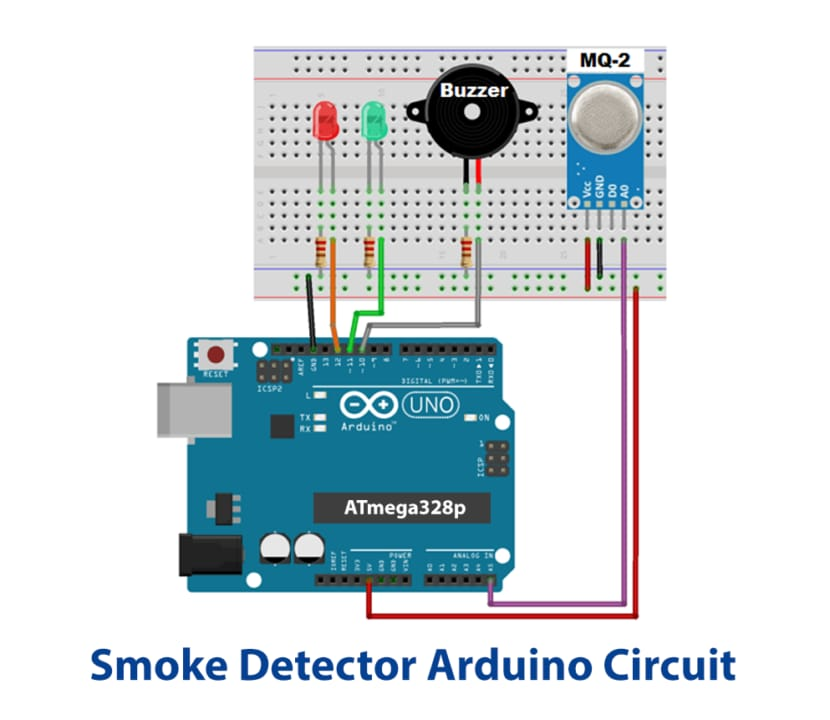 MQ-2
Buzzer
Vcc
GND
D0
A0
RESET
ICSP2
AREF
GND
13
12
~11
~10
~9
8
7
~6
~5
4
~3
2
TX▶1
RX◀0
DIGITAL (PWM=~)
L
TX
RX
UNO
Arduino™
ON
ICSP
1
ATmega328p
POWER
ANALOG IN
IOREF
RESET
3V3
5V
GND
GND
VIN
A0
A1
A2
A3
A4
A5
Smoke Detector Arduino Circuit